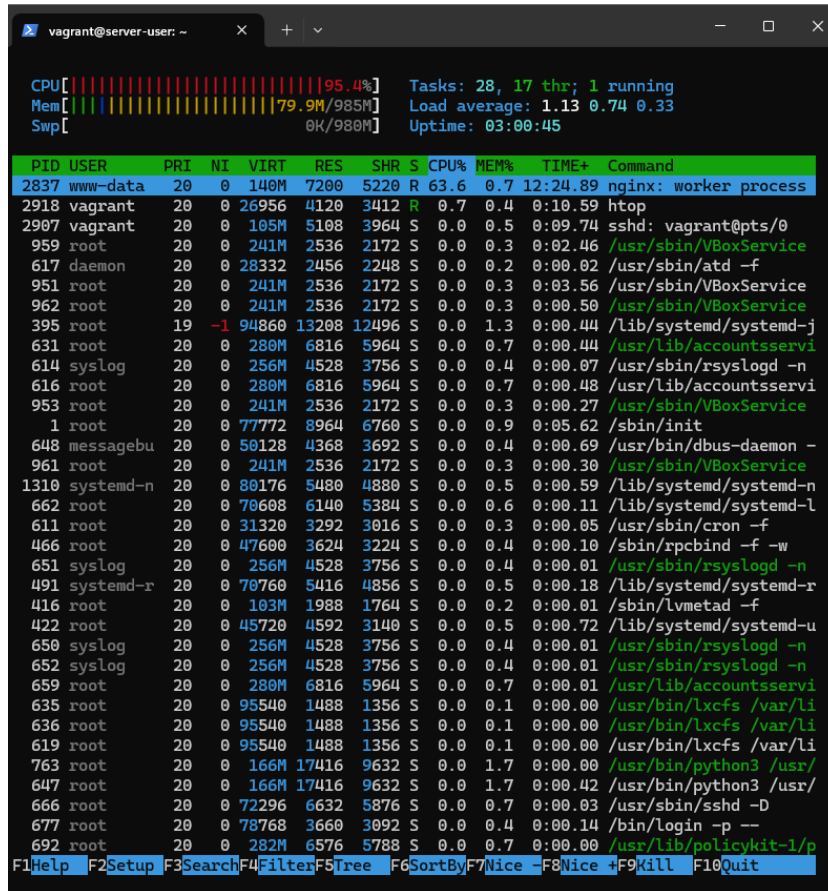 vagrant@server-user: ~
CPU[||||||||||||||||||||||||||||95.4%] Tasks: 28, 17 thr; 1 running
Mem[||||||||||||||||||||||79.9M/985M] Load average: 1.13 0.74 0.33
Swp[ 0K/980M] Uptime: 03:00:45
PID USER PRI NI VIRT RES SHR S CPU% MEM% TIME+ Command
2837 www-data 20 0 140M 7200 5220 R 63.6 0.7 12:24.89 nginx: worker process
2918 vagrant 20 0 26956 4120 3412 R 0.7 0.4 0:10.59 htop
2907 vagrant 20 0 105M 5108 3964 S 0.0 0.5 0:09.74 sshd: vagrant@pts/0
959 root 20 0 241M 2536 2172 S 0.0 0.3 0:02.46 /usr/sbin/VBoxService
617 daemon 20 0 28332 2456 2248 S 0.0 0.2 0:00.02 /usr/sbin/atd -f
951 root 20 0 241M 2536 2172 S 0.0 0.3 0:03.56 /usr/sbin/VBoxService
962 root 20 0 241M 2536 2172 S 0.0 0.3 0:00.50 /usr/sbin/VBoxService
395 root 19 -1 94860 13208 12496 S 0.0 1.3 0:00.44 /lib/systemd/systemd-j
631 root 20 0 280M 6816 5964 S 0.0 0.7 0:00.44 /usr/lib/accountsservi
614 syslog 20 0 256M 4528 3756 S 0.0 0.4 0:00.07 /usr/sbin/rsyslogd -n
616 root 20 0 280M 6816 5964 S 0.0 0.7 0:00.48 /usr/lib/accountsservi
953 root 20 0 241M 2536 2172 S 0.0 0.3 0:00.27 /usr/sbin/VBoxService
1 root 20 0 77772 8964 6760 S 0.0 0.9 0:05.62 /sbin/init
648 messagebu 20 0 50128 4368 3692 S 0.0 0.4 0:00.69 /usr/bin/dbus-daemon -
961 root 20 0 241M 2536 2172 S 0.0 0.3 0:00.30 /usr/sbin/VBoxService
1310 systemd-n 20 0 80176 5480 4880 S 0.0 0.5 0:00.59 /lib/systemd/systemd-n
662 root 20 0 70608 6140 5384 S 0.0 0.6 0:00.11 /lib/systemd/systemd-l
611 root 20 0 31320 3292 3016 S 0.0 0.3 0:00.05 /usr/sbin/cron -f
466 root 20 0 47600 3624 3224 S 0.0 0.4 0:00.10 /sbin/rpcbind -f -w
651 syslog 20 0 256M 4528 3756 S 0.0 0.4 0:00.01 /usr/sbin/rsyslogd -n
491 systemd-r 20 0 70760 5416 4856 S 0.0 0.5 0:00.18 /lib/systemd/systemd-r
416 root 20 0 103M 1988 1764 S 0.0 0.2 0:00.01 /sbin/lvmetad -f
422 root 20 0 45720 4592 3140 S 0.0 0.5 0:00.72 /lib/systemd/systemd-u
650 syslog 20 0 256M 4528 3756 S 0.0 0.4 0:00.01 /usr/sbin/rsyslogd -n
652 syslog 20 0 256M 4528 3756 S 0.0 0.4 0:00.01 /usr/sbin/rsyslogd -n
659 root 20 0 280M 6816 5964 S 0.0 0.7 0:00.01 /usr/lib/accountsservi
635 root 20 0 95540 1488 1356 S 0.0 0.1 0:00.00 /usr/bin/lxcfs /var/li
636 root 20 0 95540 1488 1356 S 0.0 0.1 0:00.00 /usr/bin/lxcfs /var/li
619 root 20 0 95540 1488 1356 S 0.0 0.1 0:00.00 /usr/bin/lxcfs /var/li
763 root 20 0 166M 17416 9632 S 0.0 1.7 0:00.00 /usr/bin/python3 /usr/
647 root 20 0 166M 17416 9632 S 0.0 1.7 0:00.42 /usr/bin/python3 /usr/
666 root 20 0 72296 6632 5876 S 0.0 0.7 0:00.03 /usr/sbin/sshd -D
677 root 20 0 78768 3660 3092 S 0.0 0.4 0:00.14 /bin/login -p --
692 root 20 0 282M 6576 5788 S 0.0 0.7 0:00.00 /usr/lib/policykit-1/p
F1Help F2Setup F3SearchF4FilterF5Tree F6SortByF7Nice -F8Nice +F9Kill F10Quit